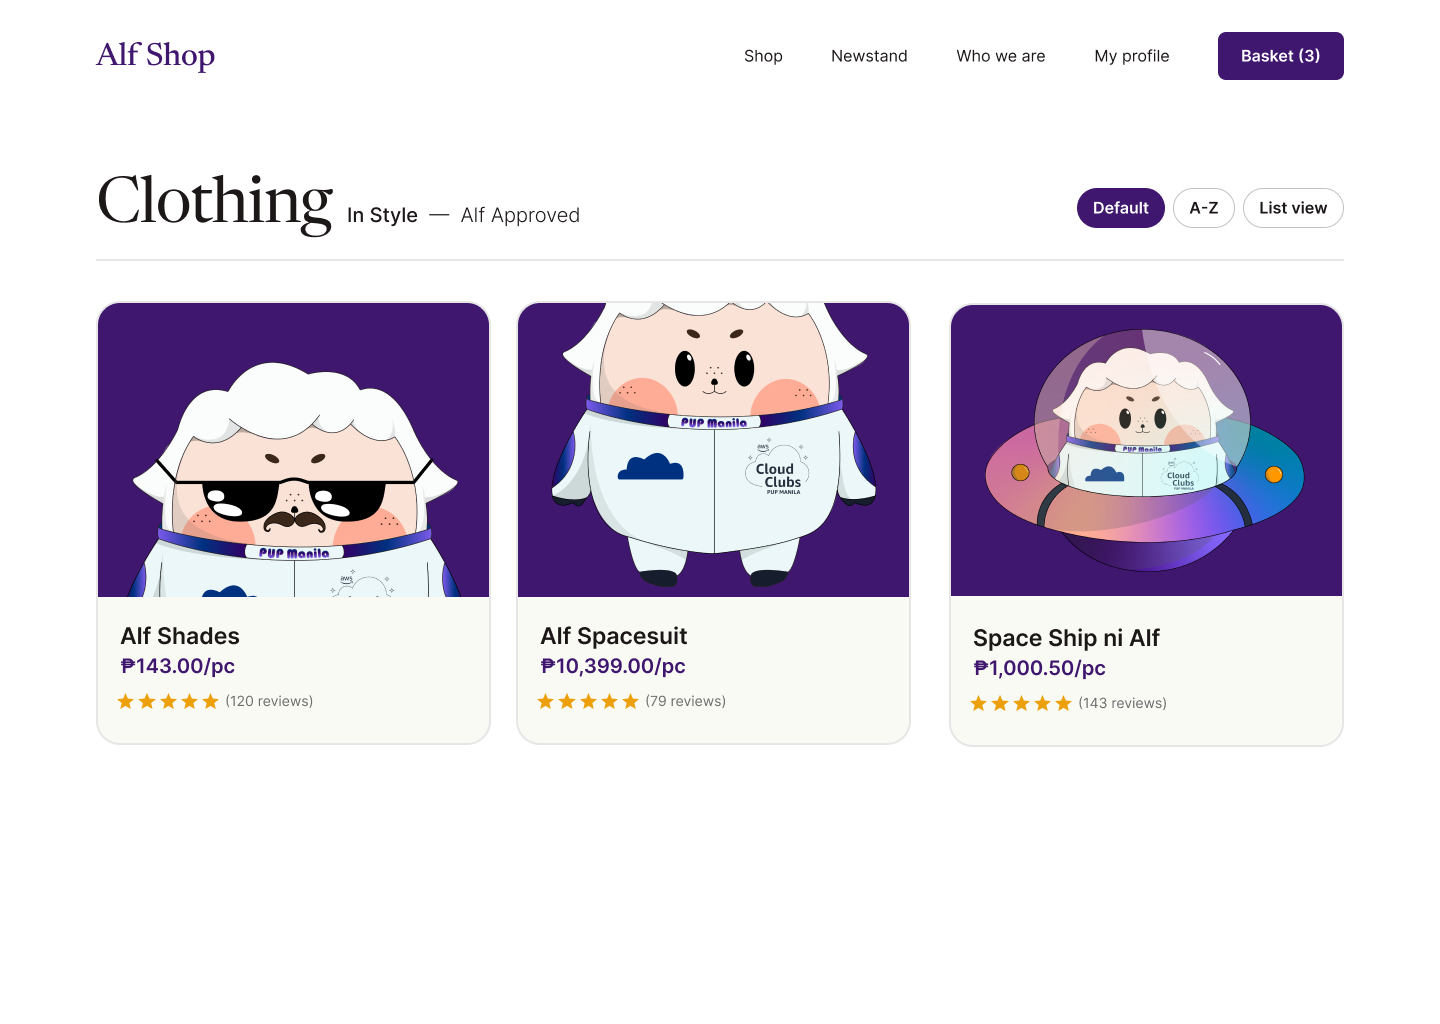 Alf Shop
Shop Newstand Who we are My profile Basket (3)
Clothing In Style — Alf Approved
Default A-Z List view
PUP Manila
aws
PUP Manila
aws
Cloud
Clubs
PUP MANILA
PUP Manila
aws
Cloud
Clubs
PUP MANILA
Alf Shades
₱143.00/pc
(120 reviews)
Alf Spacesuit
₱10,399.00/pc
(79 reviews)
Space Ship ni Alf
₱1,000.50/pc
(143 reviews)